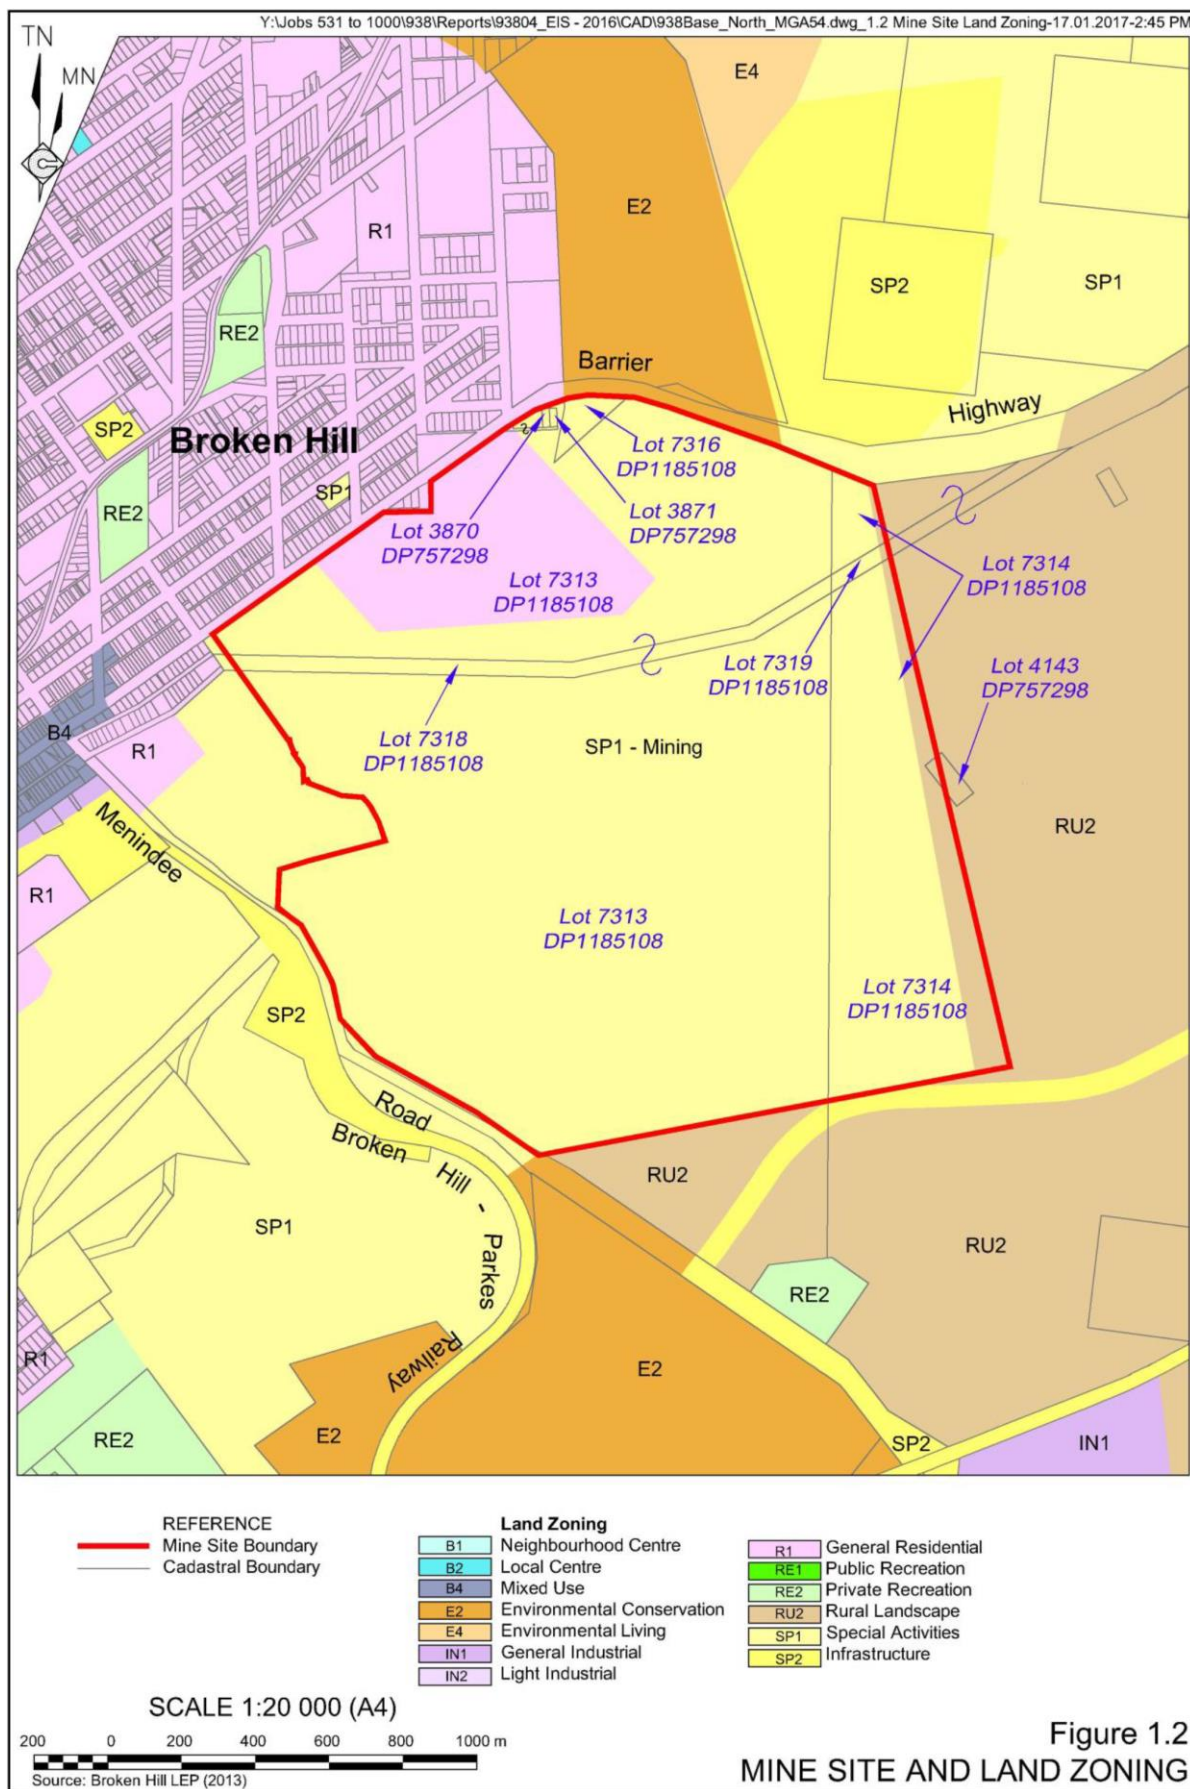 Y:\Jobs 531 to 1000\938\Reports\93804_EIS - 2016\CAD\938Base_North_MGA54.dwg_1.2 Mine Site Land Zoning-17.01.2017-2:45 PM
TN
MN
E4
E2
R1
SP2
SP1
RE2
Barrier
Highway
SP2
Broken Hill
Lot 7316
DP1185108
SP1
Lot 3871
DP757298
RE2
Lot 3870
DP757298
Lot 7313
DP1185108
Lot 7314
DP1185108
Lot 7319
DP1185108
Lot 4143
DP757298
B4
R1
Lot 7318
DP1185108
SP1 - Mining
Menindee
RU2
R1
Lot 7313
DP1185108
Lot 7314
DP1185108
SP2
Road
Broken
Hill
-
Parkes
Railway
RU2
SP1
RU2
RE2
R1
E2
E2
RE2
SP2
IN1
REFERENCE
Mine Site Boundary
Cadastral Boundary
Land Zoning
B1 Neighbourhood Centre
B2 Local Centre
B4 Mixed Use
E2 Environmental Conservation
E4 Environmental Living
IN1 General Industrial
IN2 Light Industrial
R1 General Residential
RE1 Public Recreation
RE2 Private Recreation
RU2 Rural Landscape
SP1 Special Activities
SP2 Infrastructure
SCALE 1:20 000 (A4)
200 0 200 400 600 800 1000 m
Source: Broken Hill LEP (2013)
Figure 1.2
MINE SITE AND LAND ZONING